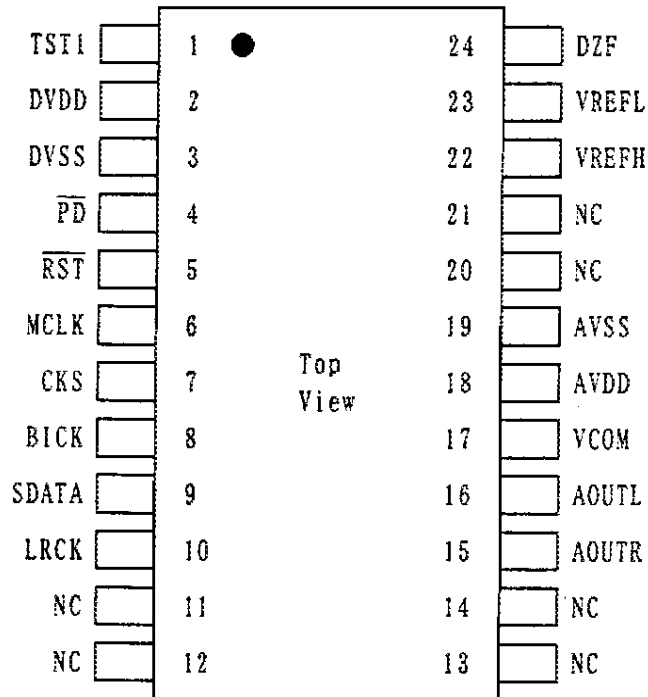 TST1 1 24 DZF
DVDD 2 23 VREFL
DVSS 3 22 VREFH
P̅D̅ 4 21 NC
R̅S̅T̅ 5 20 NC
MCLK 6 19 AVSS
CKS 7 Top View 18 AVDD
BICK 8 17 VCOM
SDATA 9 16 AOUTL
LRCK 10 15 AOUTR
NC 11 14 NC
NC 12 13 NC